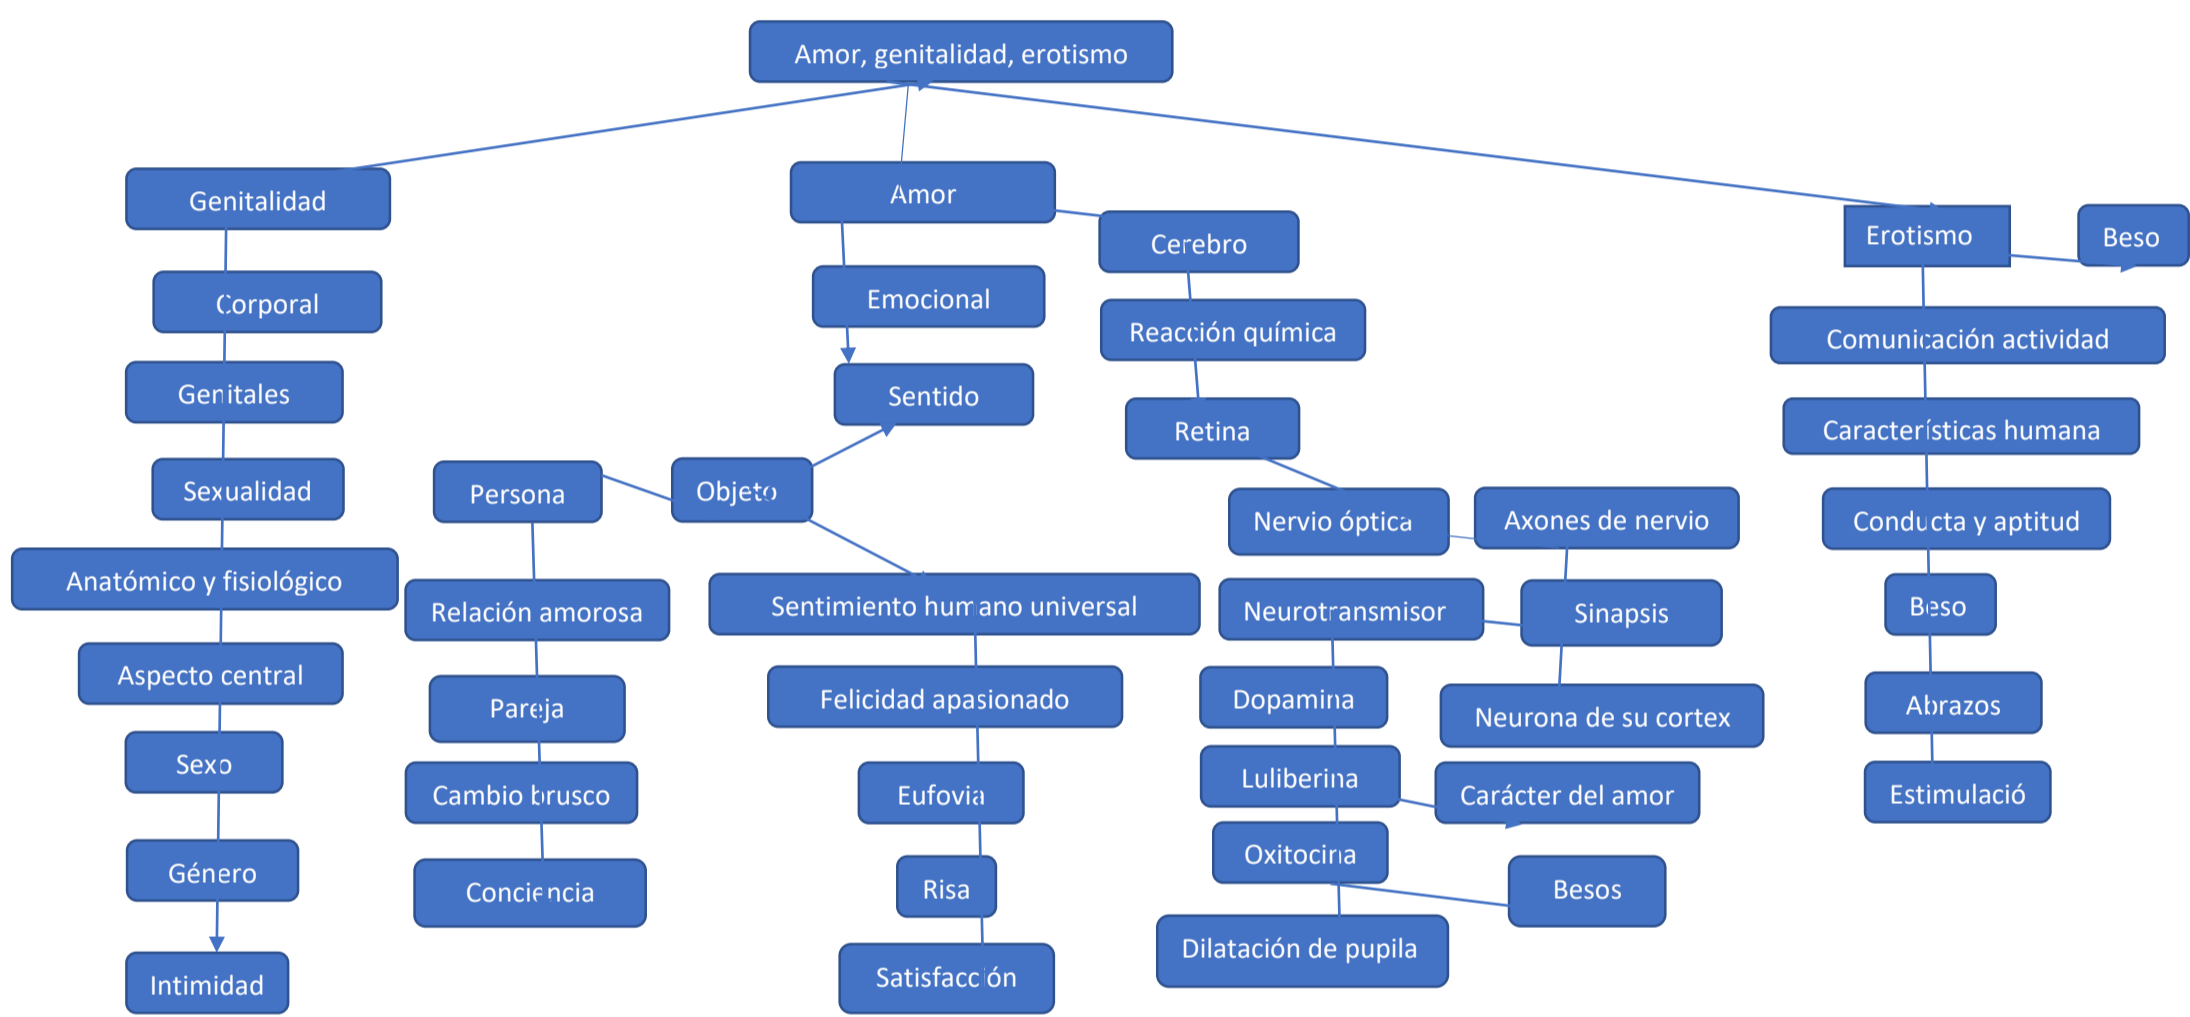 Amor, genitalidad, erotismo
Genitalidad
Corporal
Genitales
Sexualidad
Anatómico y fisiológico
Aspecto central
Sexo
Género
Intimidad
Amor
Emocional
Sentido
Objeto
Persona
Relación amorosa
Pareja
Cambio brusco
Conciencia
Sentimiento humano universal
Felicidad apasionado
Eufovia
Risa
Satisfacción
Cerebro
Reacción química
Retina
Nervio óptica
Axones de nervio
Sinapsis
Neurona de su cortex
Neurotransmisor
Dopamina
Luliberina
Carácter del amor
Oxitocina
Besos
Dilatación de pupila
Erotismo
Beso
Comunicación actividad
Características humana
Conducta y aptitud
Beso
Abrazos
Estimulació